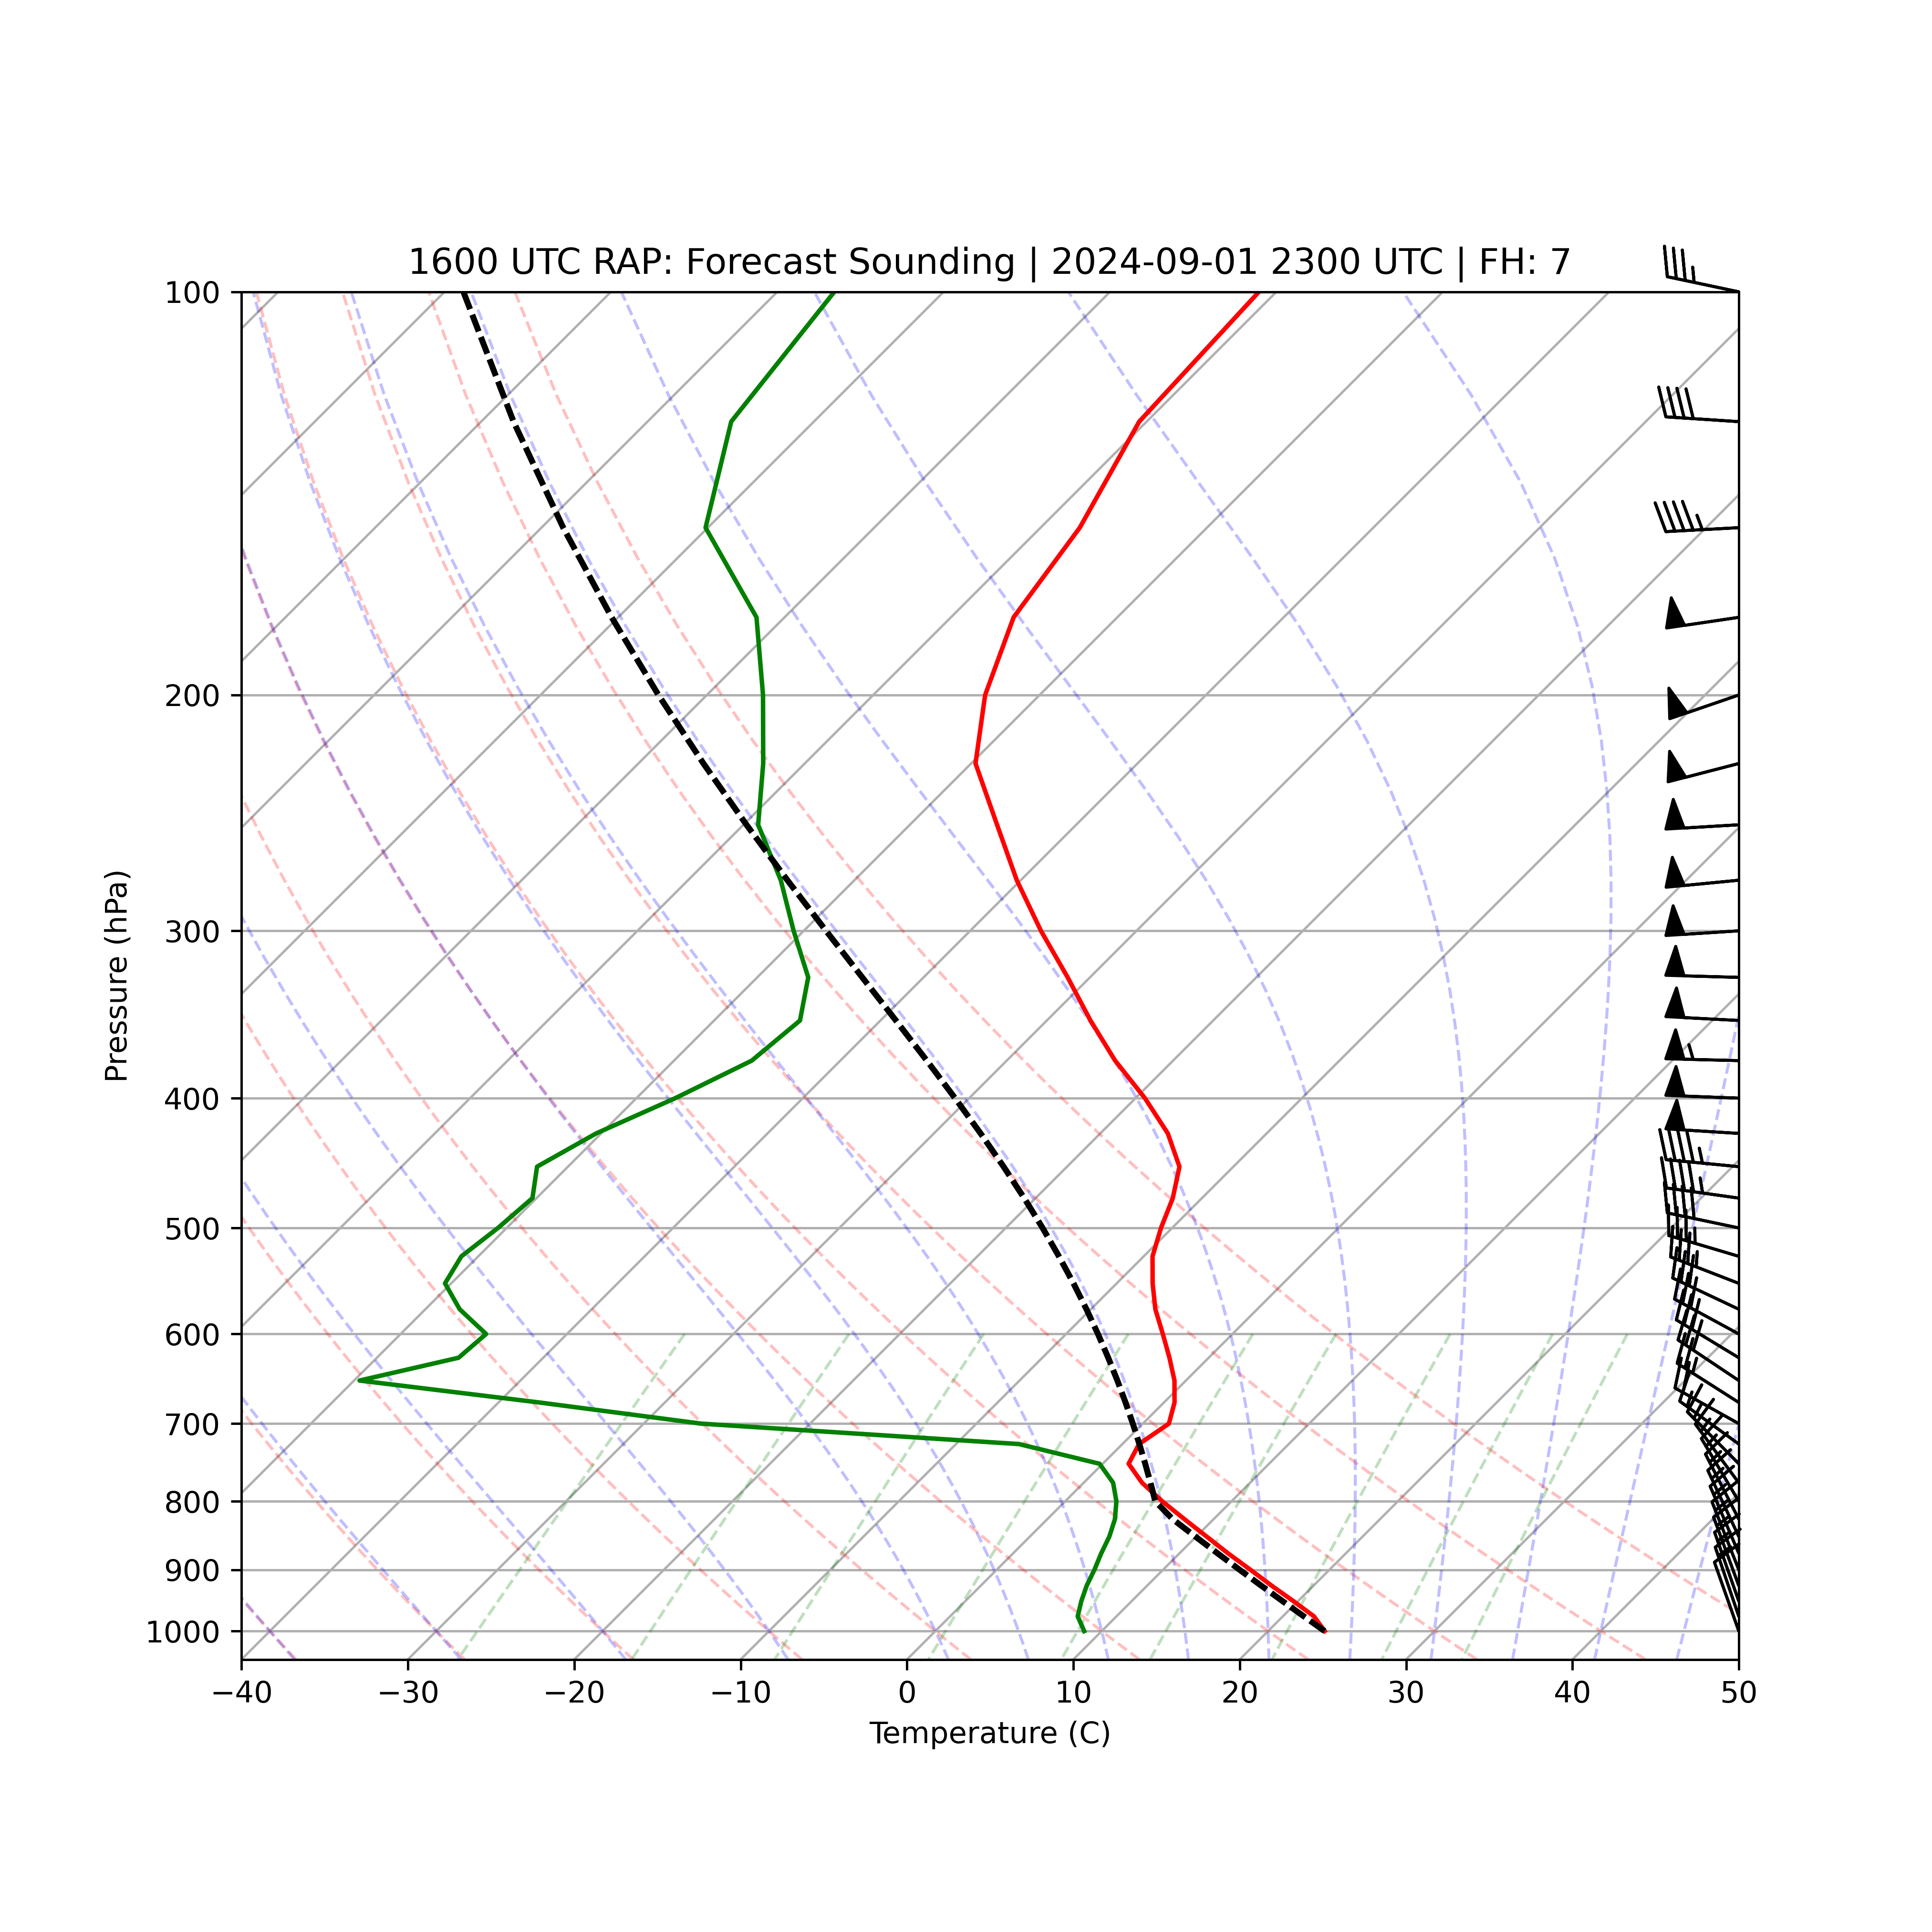 1600 UTC RAP: Forecast Sounding | 2024-09-01 2300 UTC | FH: 7
100
200
300
400
500
600
700
800
900
1000
Pressure (hPa)
−40 −30 −20 −10 0 10 20 30 40 50
Temperature (C)